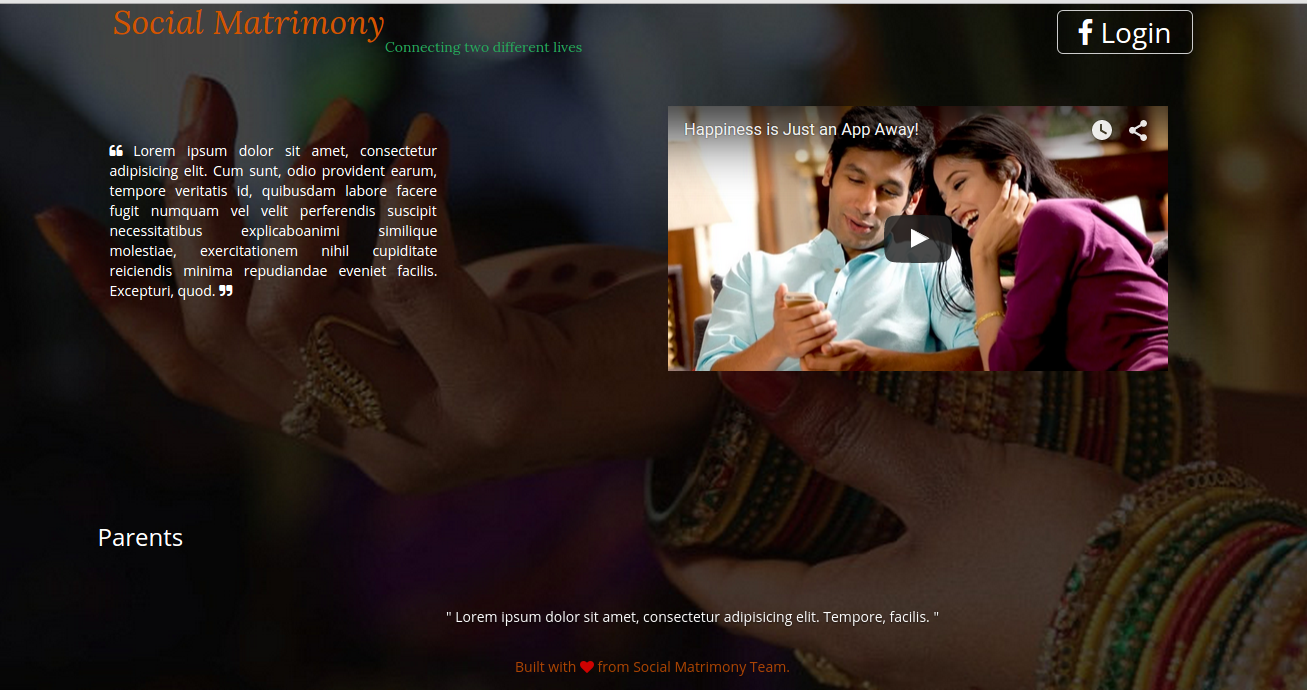 Social Matrimony
Connecting two different lives
Login
Happiness is Just an App Away!
❝ Lorem ipsum dolor sit amet, consectetur
adipisicing elit. Cum sunt, odio provident earum,
tempore veritatis id, quibusdam labore facere
fugit numquam vel velit perferendis suscipit
necessitatibus explicaboanimi similique
molestiae, exercitationem nihil cupiditate
reiciendis minima repudiandae eveniet facilis.
Excepturi, quod. ❞
Parents
" Lorem ipsum dolor sit amet, consectetur adipisicing elit. Tempore, facilis. "
Built with ❤ from Social Matrimony Team.